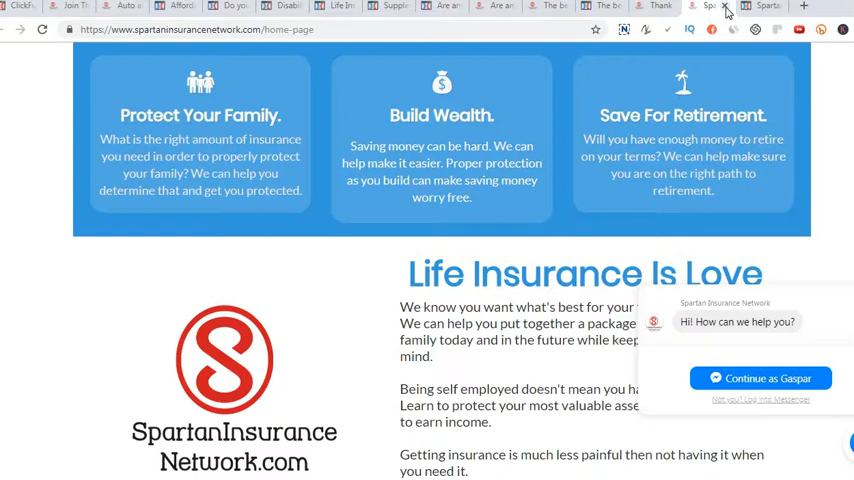 ClickFu
Join Th
Auto a
Afford
Do you
Disabil
Life In
Supple
Are an
Are an
The be
The be
Thank
Spa
Sparta
https://www.spartaninsurancenetwork.com/home-page
Protect Your Family.
What is the right amount of insurance
you need in order to properly protect
your family? We can help you
determine that and get you protected.
Build Wealth.
Saving money can be hard. We can
help make it easier. Proper protection
as you build can make saving money
worry free.
Save For Retirement.
Will you have enough money to retire
on your terms? We can help make sure
you are on the right path to
retirement.
Life Insurance Is Love
We know you want what's best for your
We can help you put together a package
family today and in the future while keep
mind.
Being self employed doesn't mean you ha
Learn to protect your most valuable asse
to earn income.
Getting insurance is much less painful then not having it when
you need it.
SpartanInsurance
Network.com
Spartan Insurance Network
Hi! How can we help you?
Continue as Gaspar
Not you? Log into Messenger